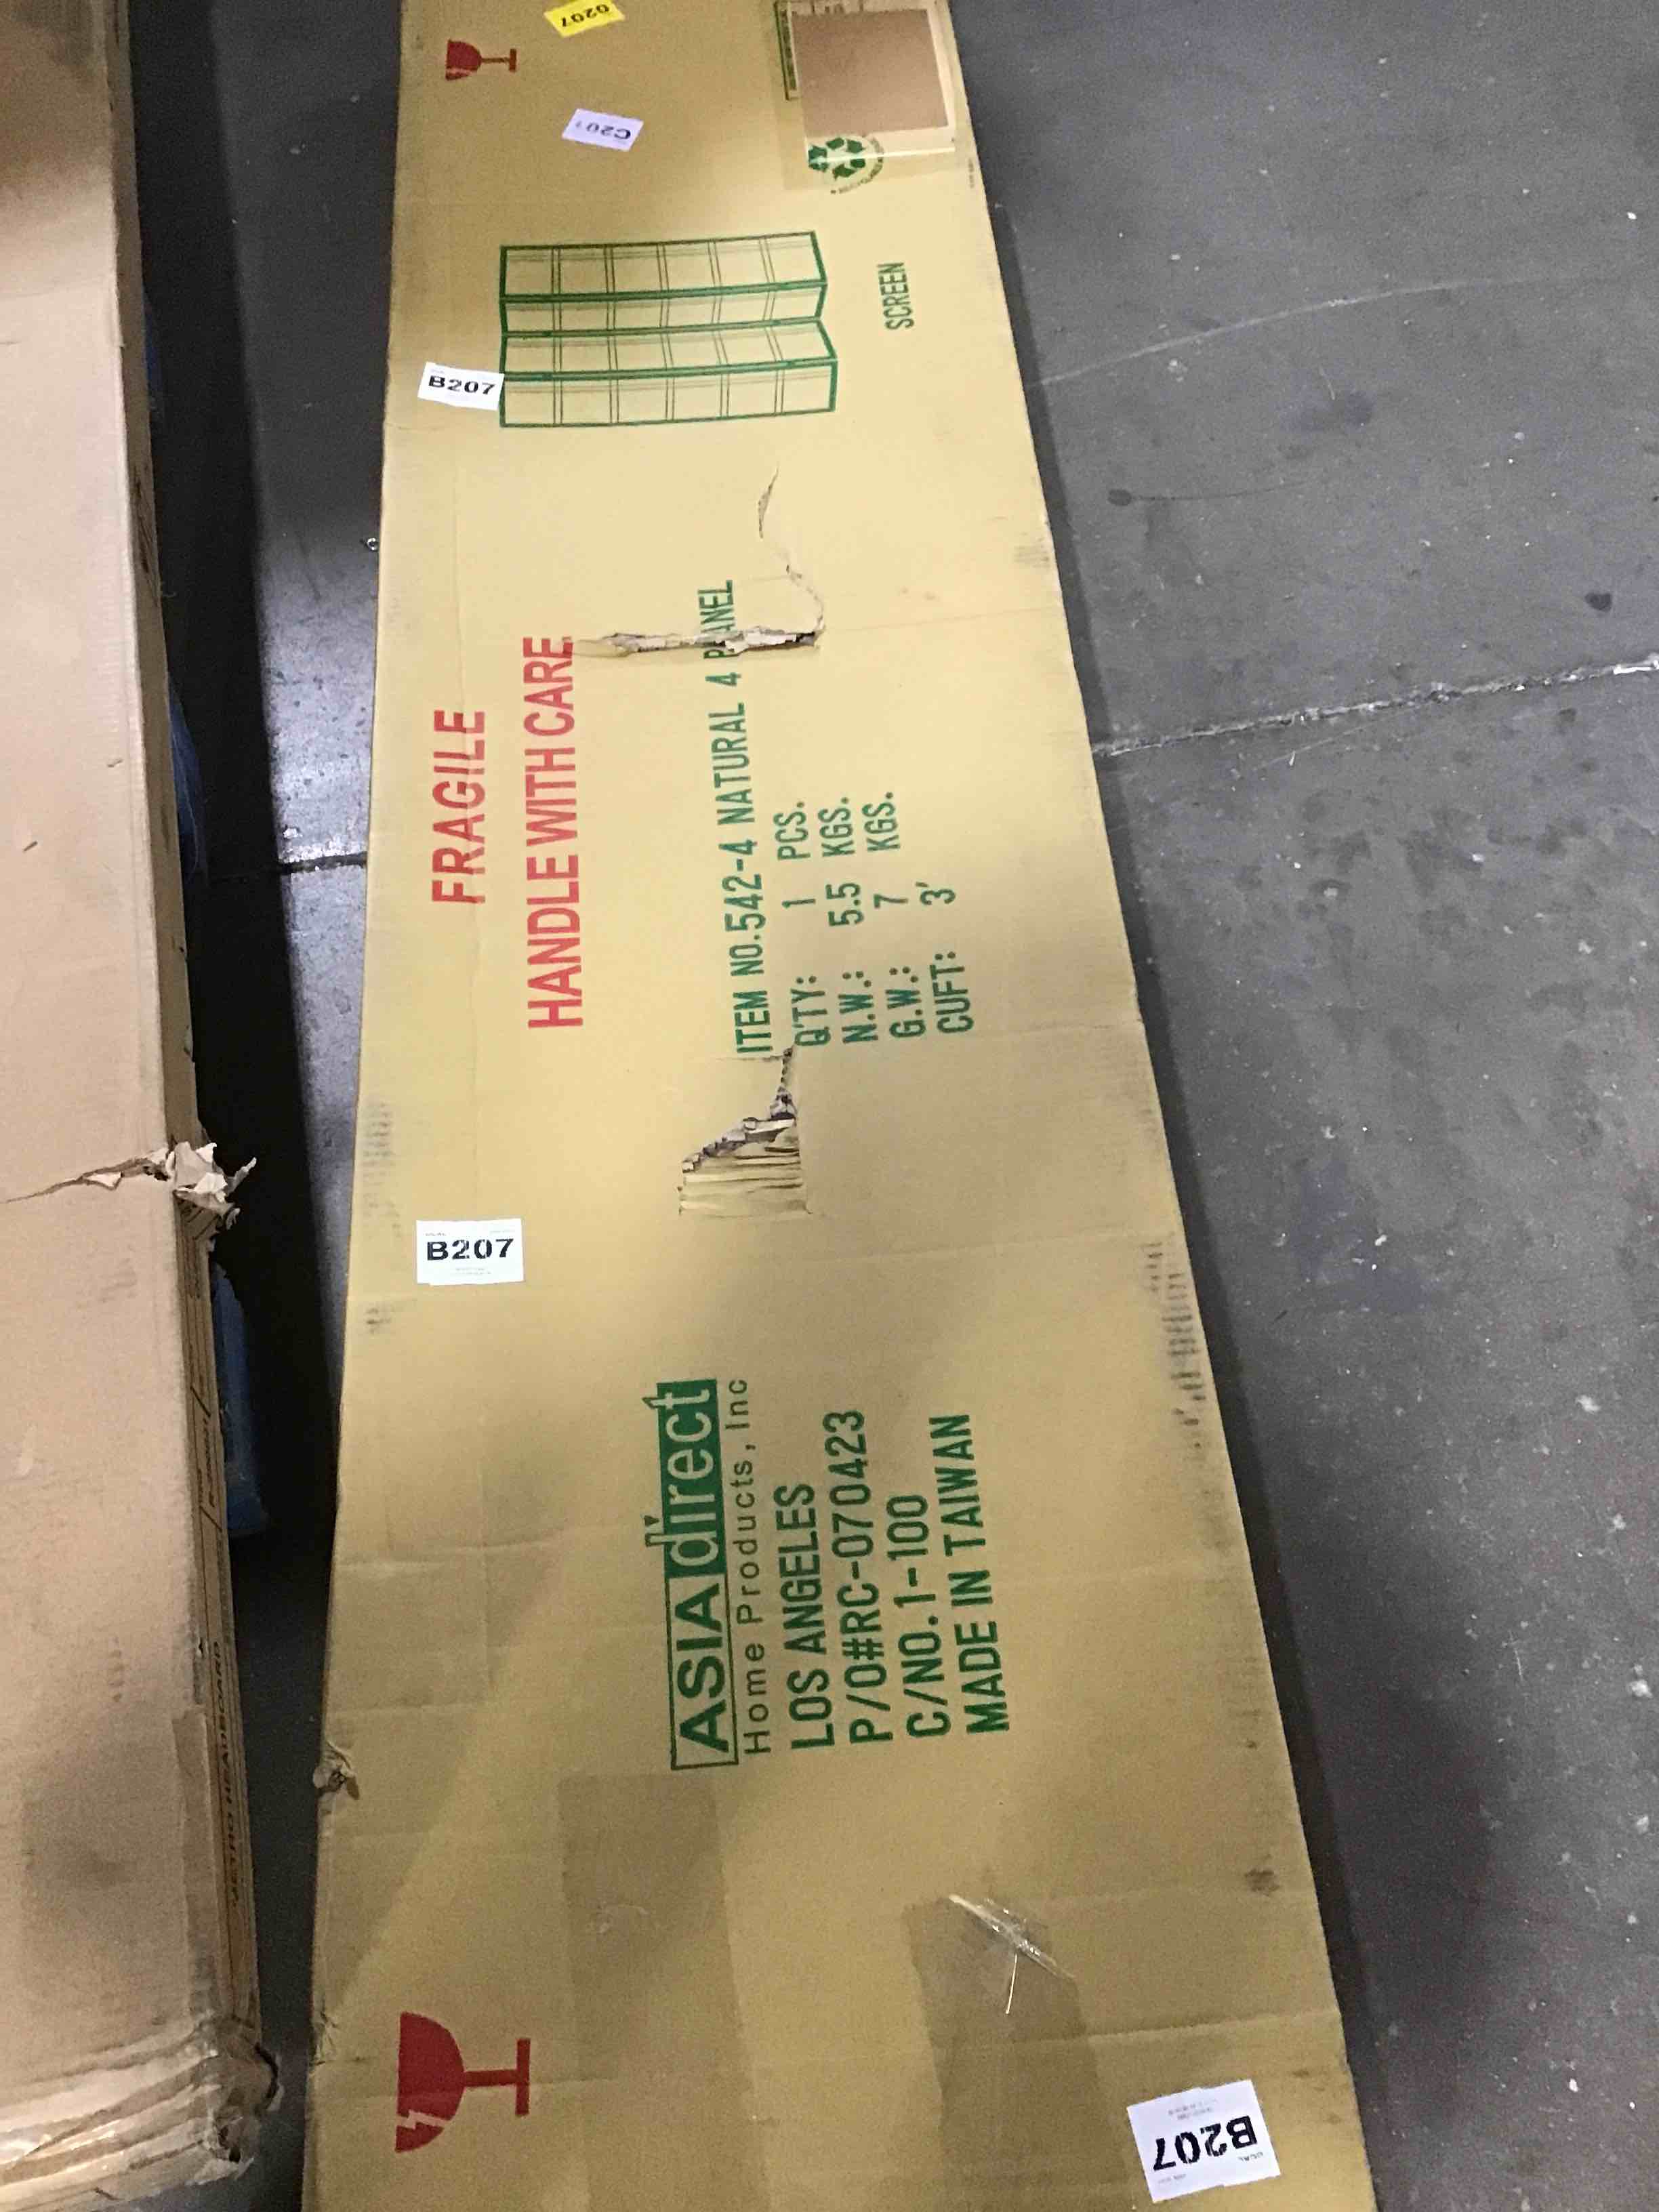 FRAGILE
HANDLE WITH CARE
ITEM NO.542-4 NATURAL 4 PANEL
Q'TY: 1 PCS.
N.W.: 5.5 KGS.
G.W.: 7 KGS.
CUFT: 3'
SCREEN
ASIA direct
Home Products, Inc
LOS ANGELES
P/O#RC-070423
C/NO.1-100
MADE IN TAIWAN
B207
B207
B207